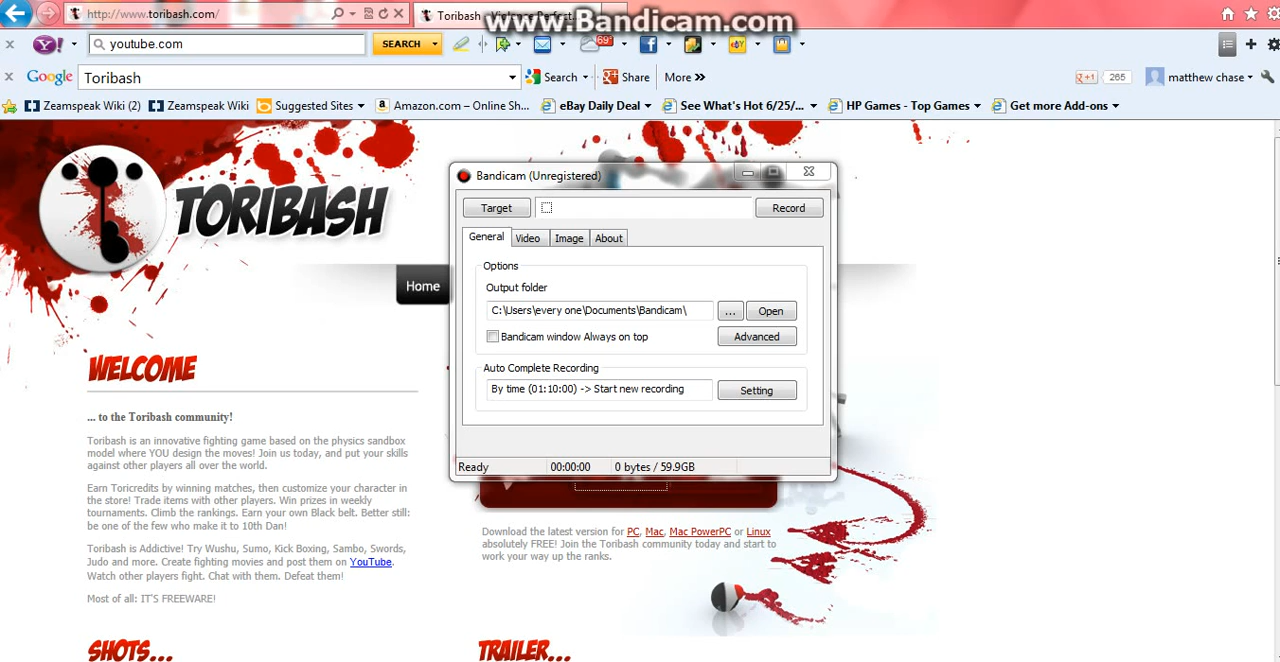 http://www.toribash.com/
Toribash
www.Bandicam.com
youtube.com
SEARCH
69°
Google
Toribash
Search
Share
More »
+1
265
matthew chase
Zeamspeak Wiki (2)
Zeamspeak Wiki
Suggested Sites
Amazon.com – Online Sh...
eBay Daily Deal
See What's Hot 6/25/...
HP Games - Top Games
Get more Add-ons
TORIBASH
Home
Bandicam (Unregistered)
Target
Record
General
Video
Image
About
Options
Output folder
C:\Users\every one\Documents\Bandicam\
...
Open
Bandicam window Always on top
Advanced
Auto Complete Recording
By time (01:10:00) -> Start new recording
Setting
Ready
00:00:00
0 bytes / 59.9GB
WELCOME
... to the Toribash community!
Toribash is an innovative fighting game based on the physics sandbox
model where YOU design the moves! Join us today, and put your skills
against other players all over the world.
Earn Toricredits by winning matches, then customize your character in
the store! Trade items with other players. Win prizes in weekly
tournaments. Climb the rankings. Earn your own Black belt. Better still:
be one of the few who make it to 10th Dan!
Toribash is Addictive! Try Wushu, Sumo, Kick Boxing, Sambo, Swords,
Judo and more. Create fighting movies and post them on YouTube.
Watch other players fight. Chat with them. Defeat them!
Most of all: IT'S FREEWARE!
Download the latest version for PC, Mac, Mac PowerPC or Linux
absolutely FREE! Join the Toribash community today and start to
work your way up the ranks.
SHOTS...
TRAILER...